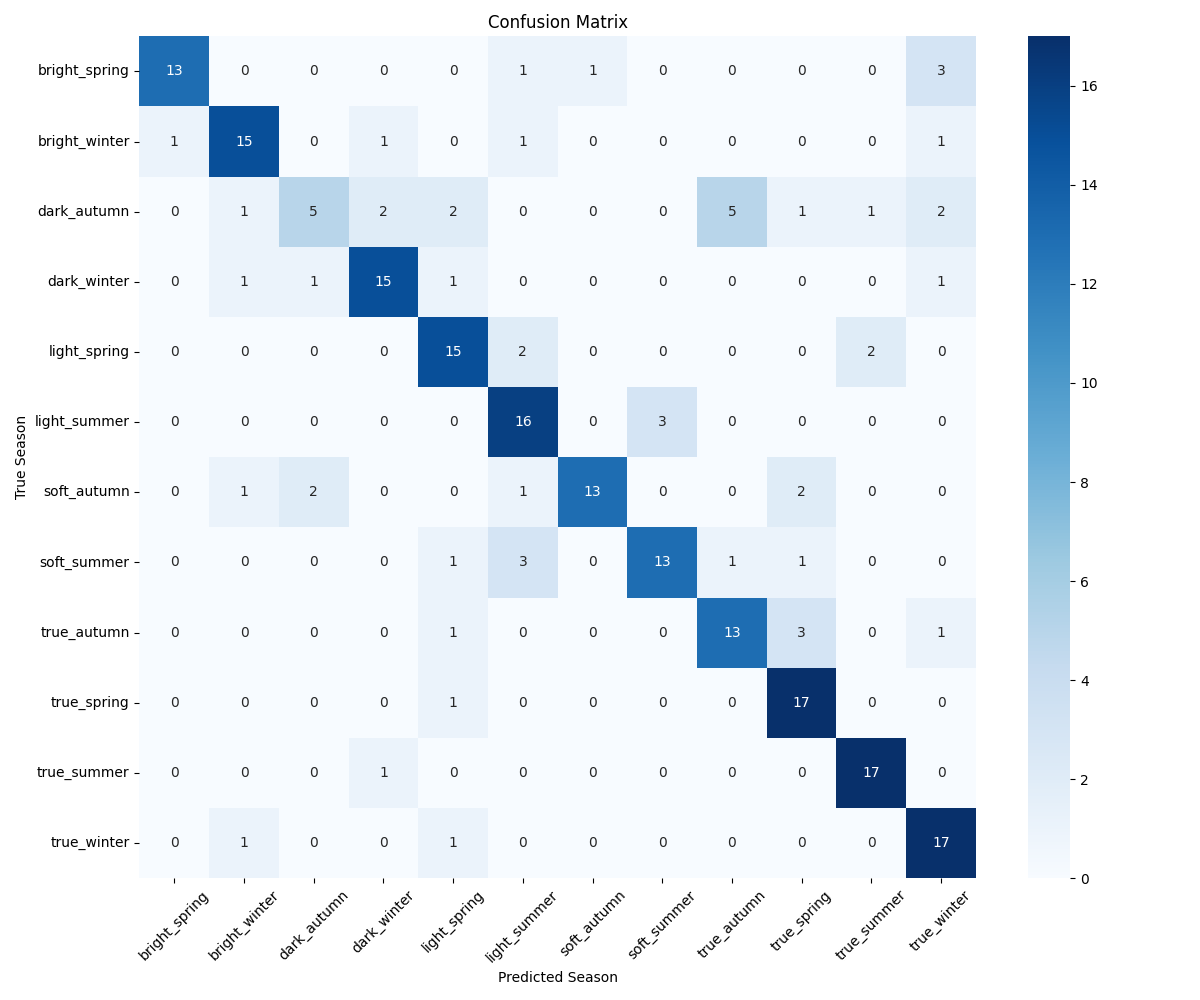 Confusion Matrix
True Season
bright_spring 13 0 0 0 0 1 1 0 0 0 0 3
bright_winter 1 15 0 1 0 1 0 0 0 0 0 1
dark_autumn 0 1 5 2 2 0 0 0 5 1 1 2
dark_winter 0 1 1 15 1 0 0 0 0 0 0 1
light_spring 0 0 0 0 15 2 0 0 0 0 2 0
light_summer 0 0 0 0 0 16 0 3 0 0 0 0
soft_autumn 0 1 2 0 0 1 13 0 0 2 0 0
soft_summer 0 0 0 0 1 3 0 13 1 1 0 0
true_autumn 0 0 0 0 1 0 0 0 13 3 0 1
true_spring 0 0 0 0 1 0 0 0 0 17 0 0
true_summer 0 0 0 1 0 0 0 0 0 0 17 0
true_winter 0 1 0 0 1 0 0 0 0 0 0 17
bright_spring bright_winter dark_autumn dark_winter light_spring light_summer soft_autumn soft_summer true_autumn true_spring true_summer true_winter
Predicted Season
16
14
12
10
8
6
4
2
0